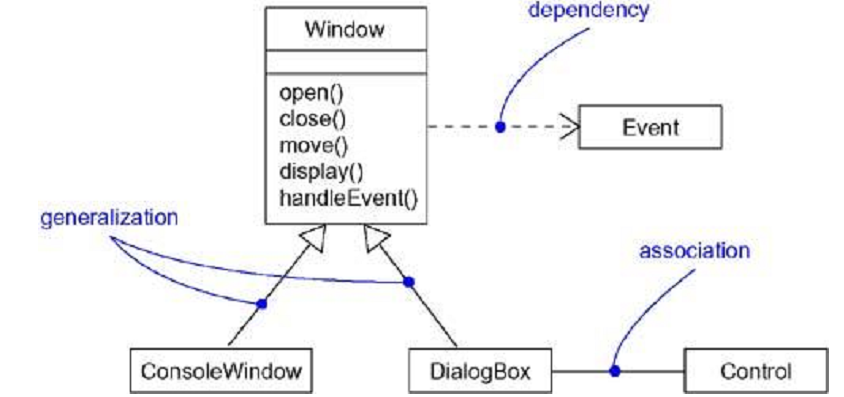 dependency
Window
open()
close()
move()
display()
handleEvent()
Event
generalization
association
ConsoleWindow
DialogBox
Control